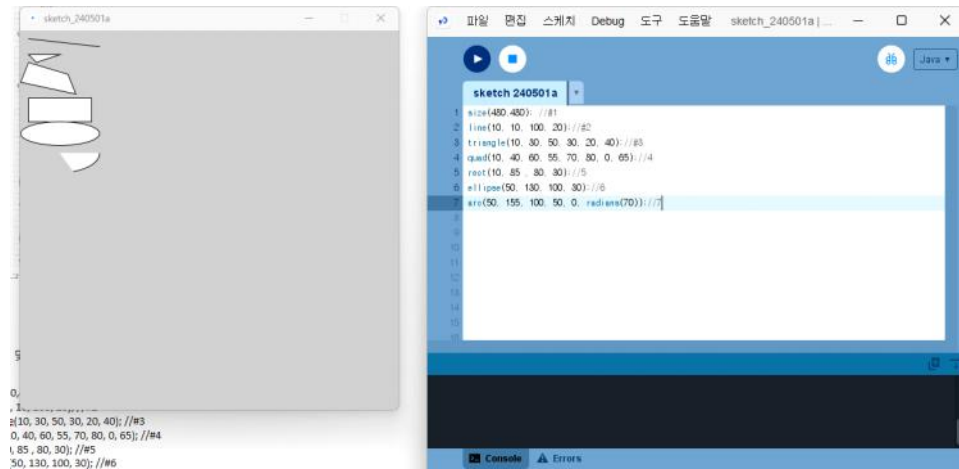 sketch_240501a
파일 편집 스케치 Debug 도구 도움말 sketch_240501a | ...
Java
sketch_240501a
1 size(480,480); //#1
2 line(10, 10, 100, 20);//#2
3 triangle(10, 30, 50, 30, 20, 40);//#3
4 quad(10, 40, 60, 55, 70, 80, 0, 65);//4
5 rect(10, 85 , 80, 30);//5
6 ellipse(50, 130, 100, 30);//6
7 arc(50, 155, 100, 50, 0, radians(70));//7
8
9
10
11
12
13
14
15
e(10, 30, 50, 30, 20, 40); //#3
0, 40, 60, 55, 70, 80, 0, 65); //#4
, 85 , 80, 30); //#5
(50, 130, 100, 30); //#6
Console Errors